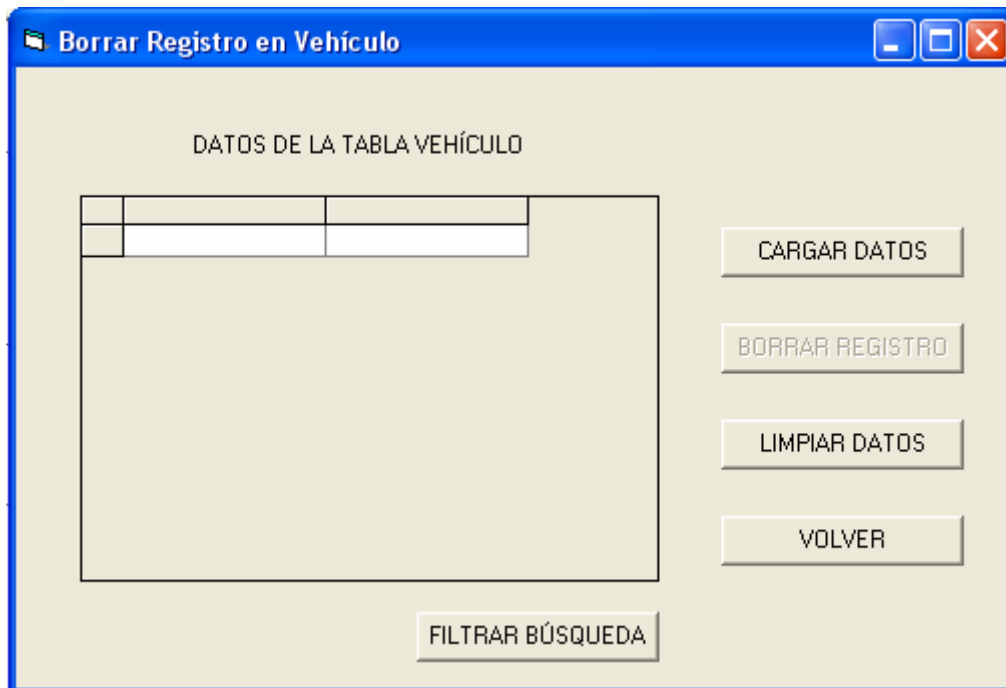 Borrar Registro en Vehículo
DATOS DE LA TABLA VEHÍCULO
CARGAR DATOS
BORRAR REGISTRO
LIMPIAR DATOS
VOLVER
FILTRAR BÚSQUEDA